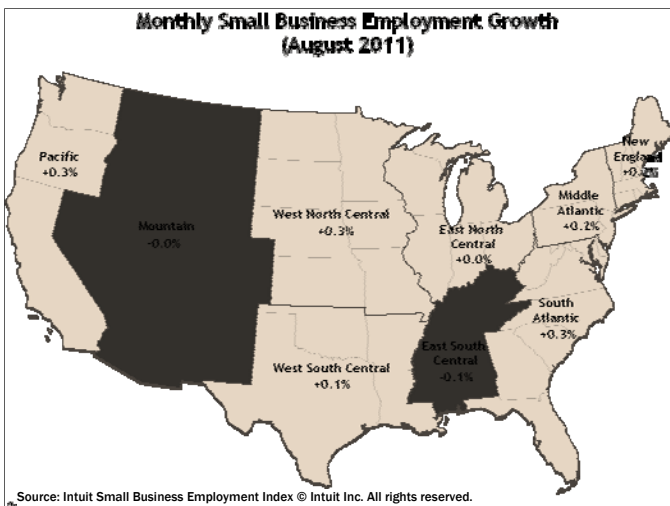 Monthly Small Business Employment Growth
(August 2011)
Pacific
+0.3%
Mountain
-0.0%
West North Central
+0.3%
East North
Central
+0.0%
New
England
Middle
Atlantic
+0.2%
South
Atlantic
+0.3%
East South
Central
-0.1%
West South Central
+0.1%
Source: Intuit Small Business Employment Index © Intuit Inc. All rights reserved.